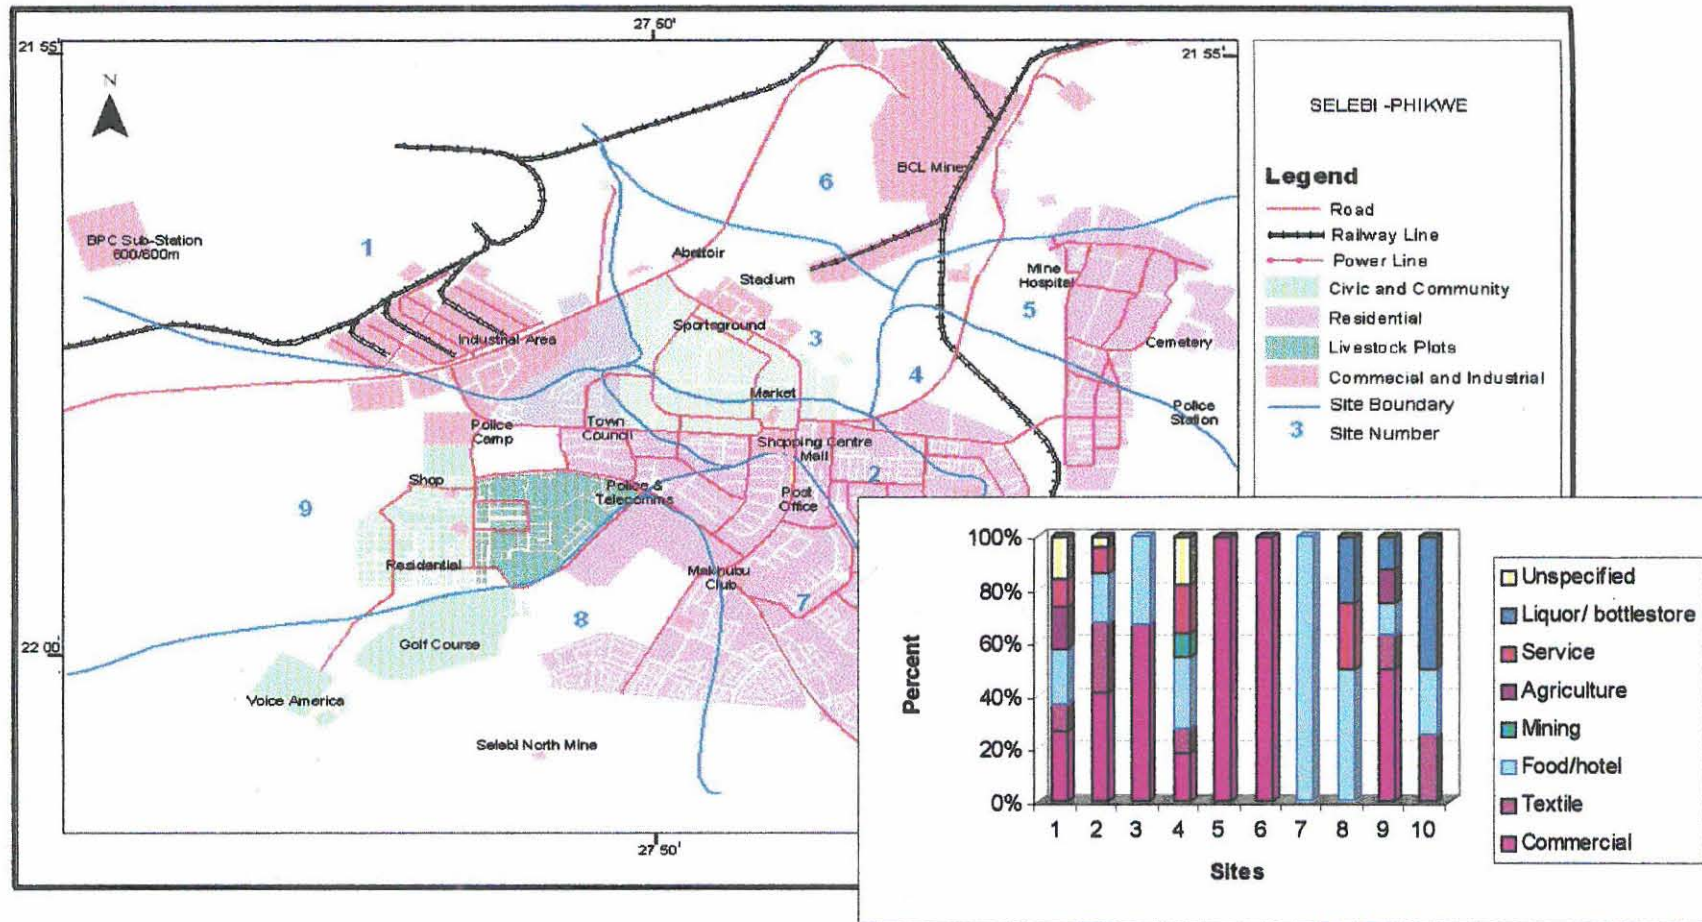 27 50'
21 55'
21 55'
N
SELEBI -PHIKWE
Legend
Road
Railway Line
Power Line
Civic and Community
Residential
Livestock Plots
Commecial and Industrial
Site Boundary
3 Site Number
6
BCL Mine
BPC Sub-Station
600/600m
1
Abattoir
Stadium
Mine
Hospital
5
Sportsground
3
Industrial Area
Cemetery
4
Market
Police
Station
Police
Camp
Town
Council
Shopping Centre
Mall
2
Shop
Police &
Telecomms
Post
Office
9
Residential
Makhubu
Club
7
8
22 00'
Golf Course
Voice America
Selebi North Mine
27 50'
100%
80%
60%
40%
20%
0%
Percent
1 2 3 4 5 6 7 8 9 10
Sites
Unspecified
Liquor/ bottlestore
Service
Agriculture
Mining
Food/hotel
Textile
Commercial